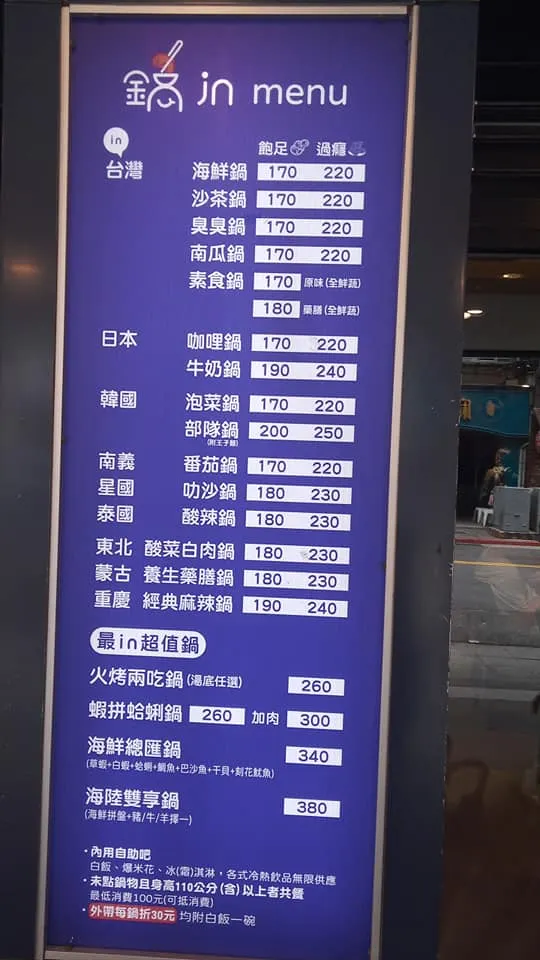 鍋 in menu
in
台灣 飽足 過癮
海鮮鍋 170 220
沙茶鍋 170 220
臭臭鍋 170 220
南瓜鍋 170 220
素食鍋 170 原味(全鮮蔬)
180 藥膳(全鮮蔬)
日本 咖哩鍋 170 220
牛奶鍋 190 240
韓國 泡菜鍋 170 220
部隊鍋 200 250
(附王子麵)
南義 番茄鍋 170 220
星國 叻沙鍋 180 230
泰國 酸辣鍋 180 230
東北 酸菜白肉鍋 180 230
蒙古 養生藥膳鍋 180 230
重慶 經典麻辣鍋 190 240
最in超值鍋
火烤兩吃鍋(湯底任選) 260
蝦拼蛤蜊鍋 260 加肉 300
海鮮總匯鍋 340
(草蝦+白蝦+蛤蜊+鯛魚+巴沙魚+干貝+刻花魷魚)
海陸雙享鍋 380
(海鮮拼盤+豬/牛/羊擇一)
·內用自助吧
白飯、爆米花、冰(霜)淇淋,各式冷熱飲品無限供應
·未點鍋物且身高110公分(含)以上者共餐
最低消費100元(可抵消費)
·外帶每鍋折30元 均附白飯一碗